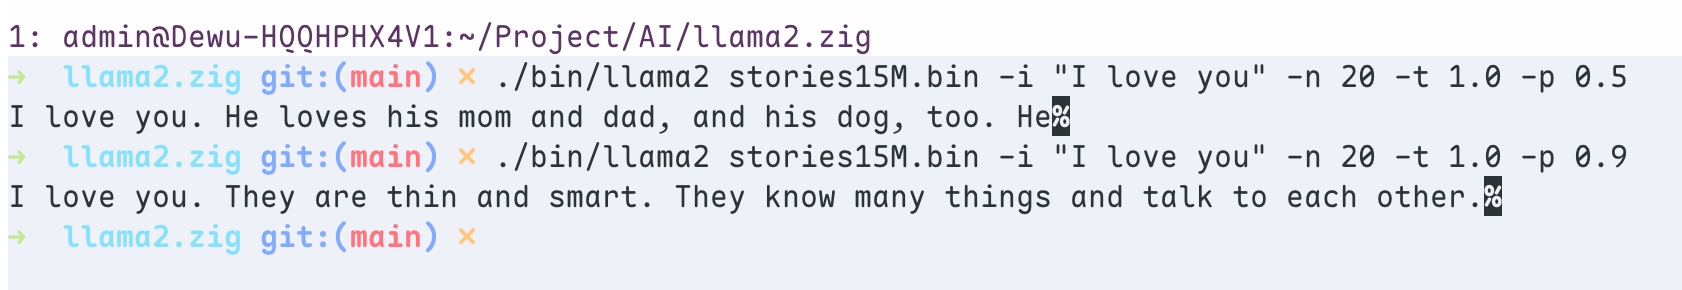 1: admin@Dewu-HQQHPHX4V1:~/Project/AI/llama2.zig
➜  llama2.zig git:(main) ✗ ./bin/llama2 stories15M.bin -i "I love you" -n 20 -t 1.0 -p 0.5
I love you. He loves his mom and dad, and his dog, too. He%
➜  llama2.zig git:(main) ✗ ./bin/llama2 stories15M.bin -i "I love you" -n 20 -t 1.0 -p 0.9
I love you. They are thin and smart. They know many things and talk to each other.%
➜  llama2.zig git:(main) ✗